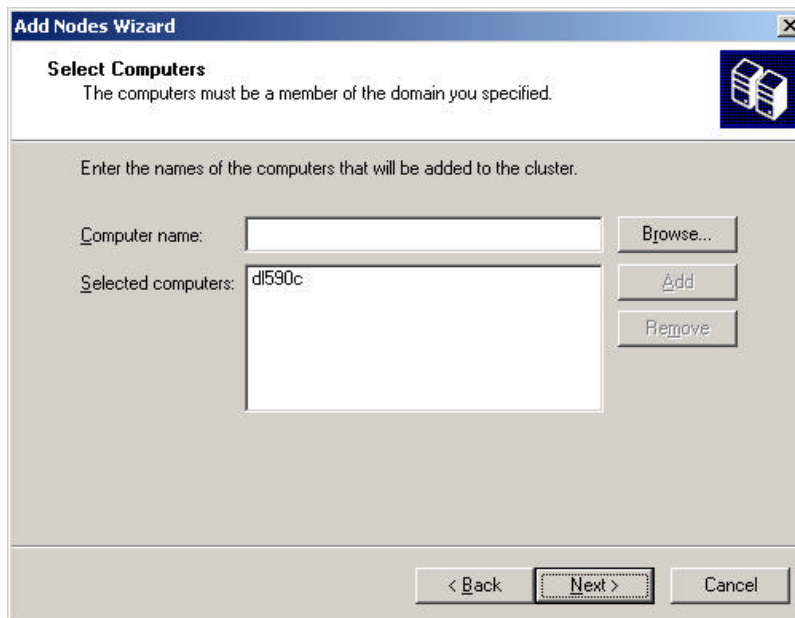 Add Nodes Wizard
Select Computers
The computers must be a member of the domain you specified.
Enter the names of the computers that will be added to the cluster.
Computer name:
Browse...
Selected computers:
dl590c
Add
Remove
< Back
Next >
Cancel